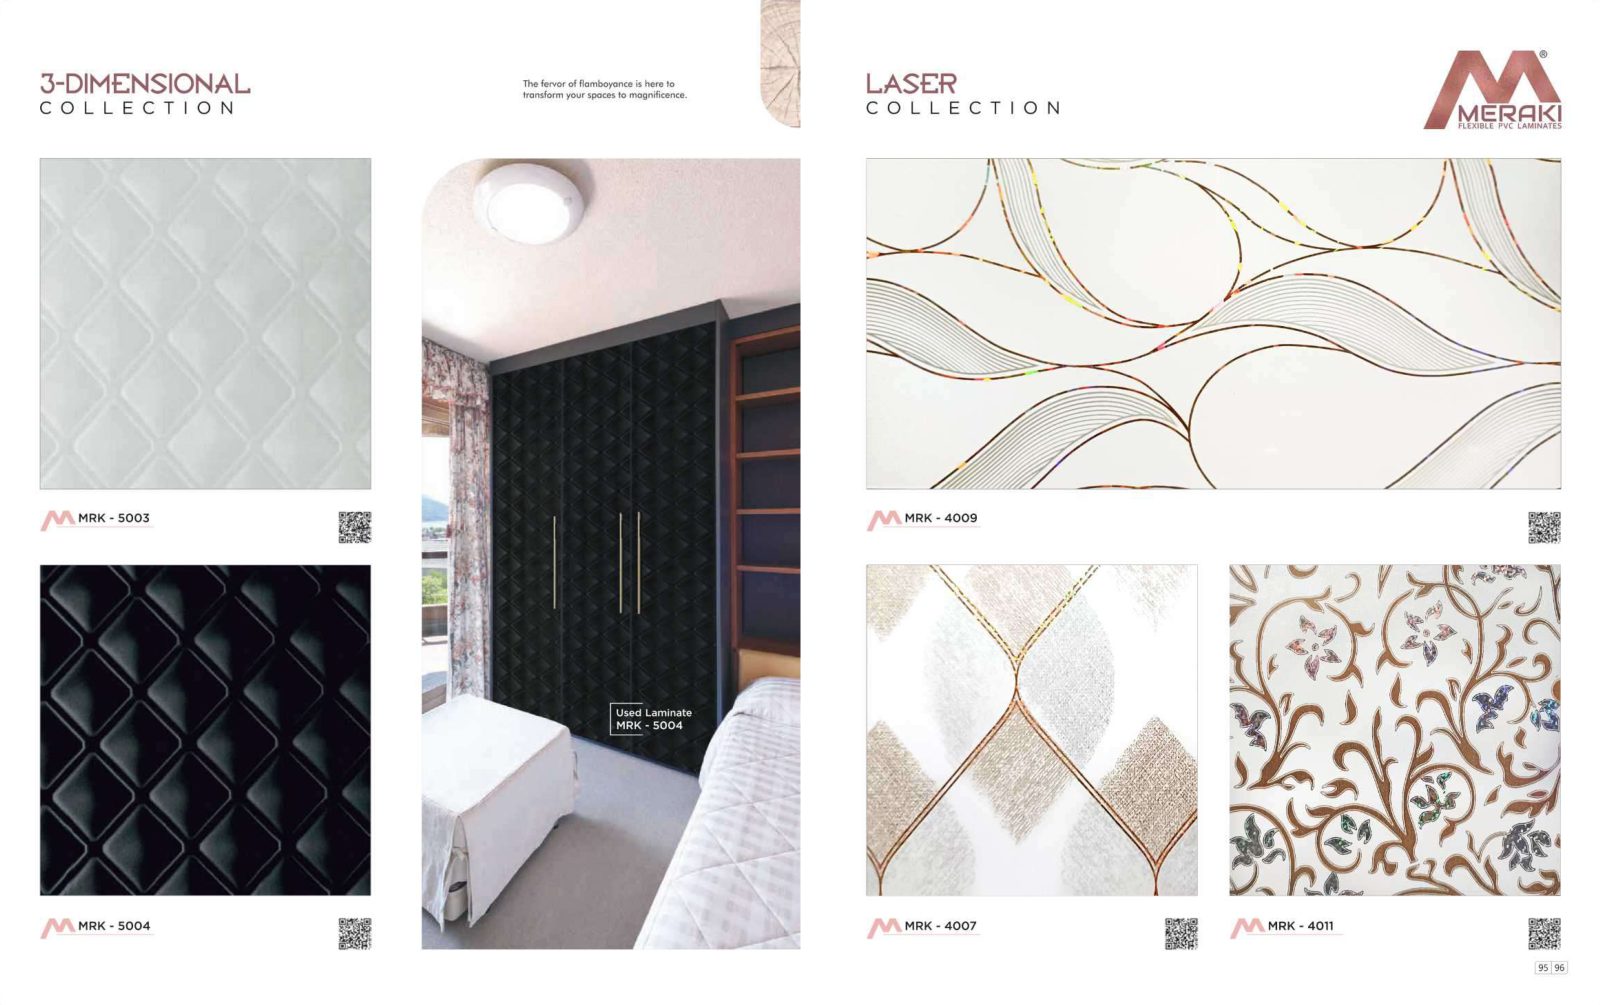 3-DIMENSIONAL
COLLECTION
The fervor of flamboyance is here to
transform your spaces to magnificence.
MRK - 5003
MRK - 5004
Used Laminate
MRK - 5004
LASER
COLLECTION
®
MERAKI
FLEXIBLE PVC LAMINATES
MRK - 4009
MRK - 4007
MRK - 4011
95 96